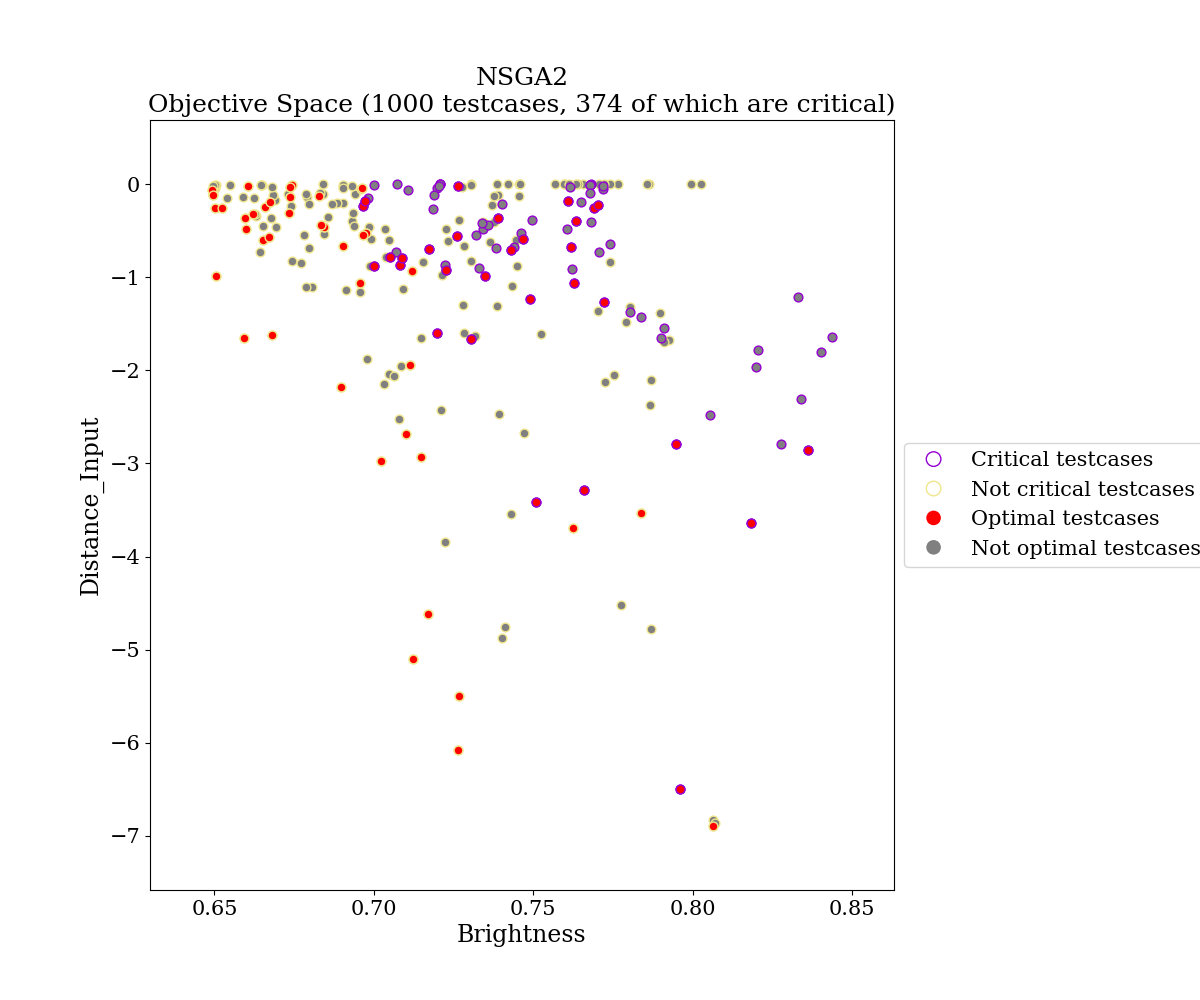 NSGA2
Objective Space (1000 testcases, 374 of which are critical)
0
−1
−2
−3
−4
−5
−6
−7
Distance_Input
0.65 0.70 0.75 0.80 0.85
Brightness
Critical testcases
Not critical testcases
Optimal testcases
Not optimal testcases